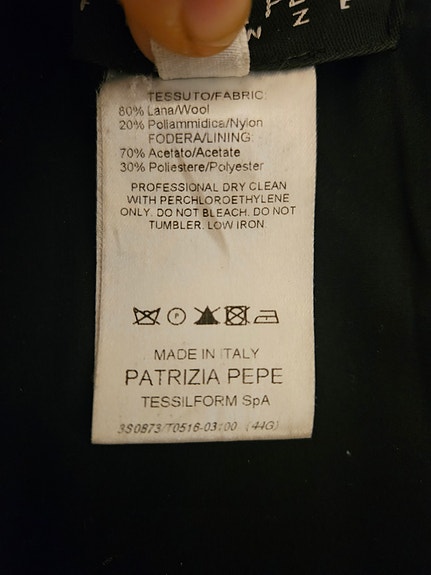 TESSUTO/FABRIC:
80% Lana/Wool
20% Poliammidica/Nylon
FODERA/LINING:
70% Acetato/Acetate
30% Poliestere/Polyester
PROFESSIONAL DRY CLEAN
WITH PERCHLOROETHYLENE
ONLY. DO NOT BLEACH. DO NOT
TUMBLER. LOW IRON.
P
MADE IN ITALY
PATRIZIA PEPE
TESSILFORM SpA
3S0873/T0516-03100 (44G)